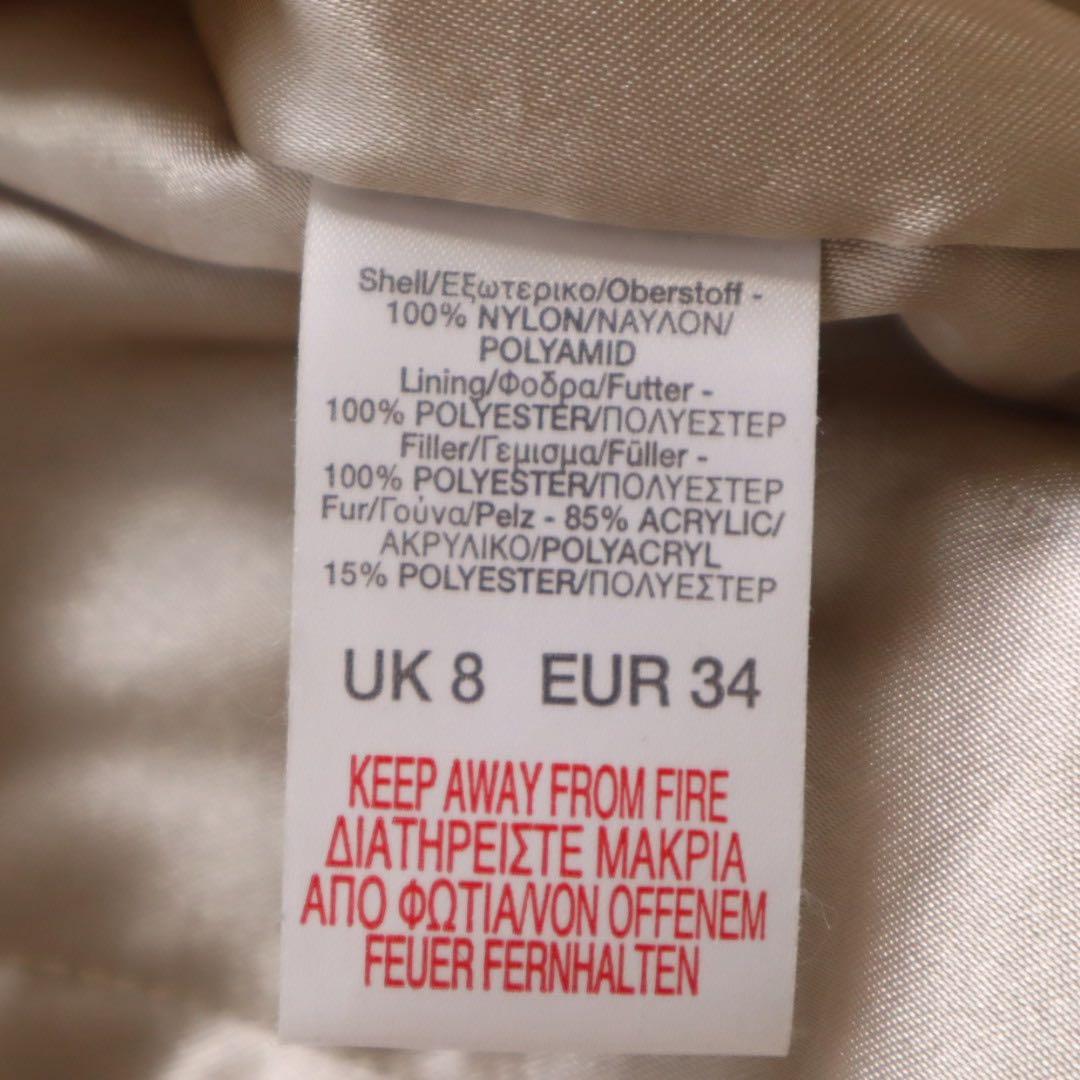 Shell/Εξωτερικο/Oberstoff -
100% NYLON/ΝΑΥΛΟΝ/
POLYAMID
Lining/Φοδρα/Futter -
100% POLYESTER/ΠΟΛΥΕΣΤΕΡ
Filler/Γεμισμα/Füller -
100% POLYESTER/ΠΟΛΥΕΣΤΕΡ
Fur/Γούνα/Pelz - 85% ACRYLIC/
ΑΚΡΥΛΙΚΟ/POLYACRYL
15% POLYESTER/ΠΟΛΥΕΣΤΕΡ
UK 8 EUR 34
KEEP AWAY FROM FIRE
ΔΙΑΤΗΡΕΙΣΤΕ ΜΑΚΡΙΑ
ΑΠΟ ΦΩΤΙΑ/VON OFFENEM
FEUER FERNHALTEN